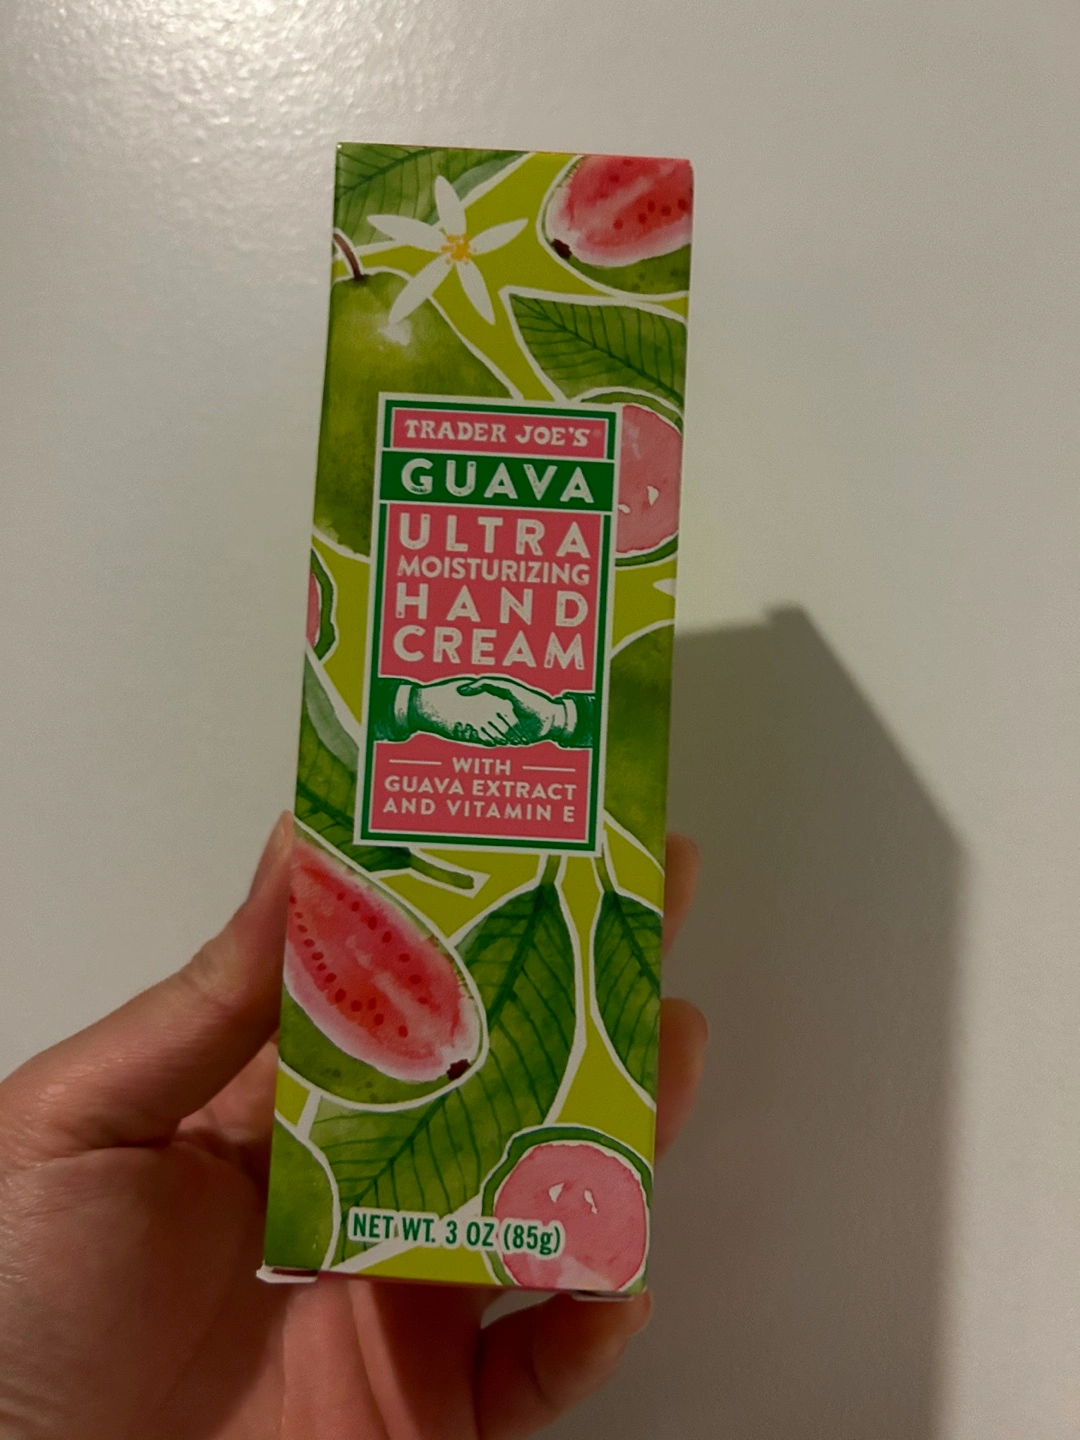 TRADER JOE'S®
GUAVA
ULTRA
MOISTURIZING
HAND
CREAM
WITH
GUAVA EXTRACT
AND VITAMIN E
NET WT. 3 OZ (85g)